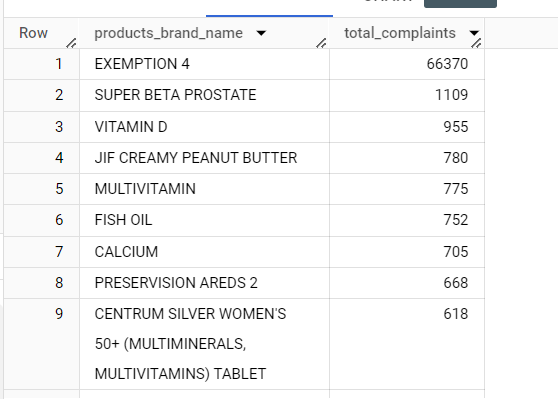 Row products_brand_name total_complaints
1 EXEMPTION 4 66370
2 SUPER BETA PROSTATE 1109
3 VITAMIN D 955
4 JIF CREAMY PEANUT BUTTER 780
5 MULTIVITAMIN 775
6 FISH OIL 752
7 CALCIUM 705
8 PRESERVISION AREDS 2 668
9 CENTRUM SILVER WOMEN'S 618
50+ (MULTIMINERALS,
MULTIVITAMINS) TABLET